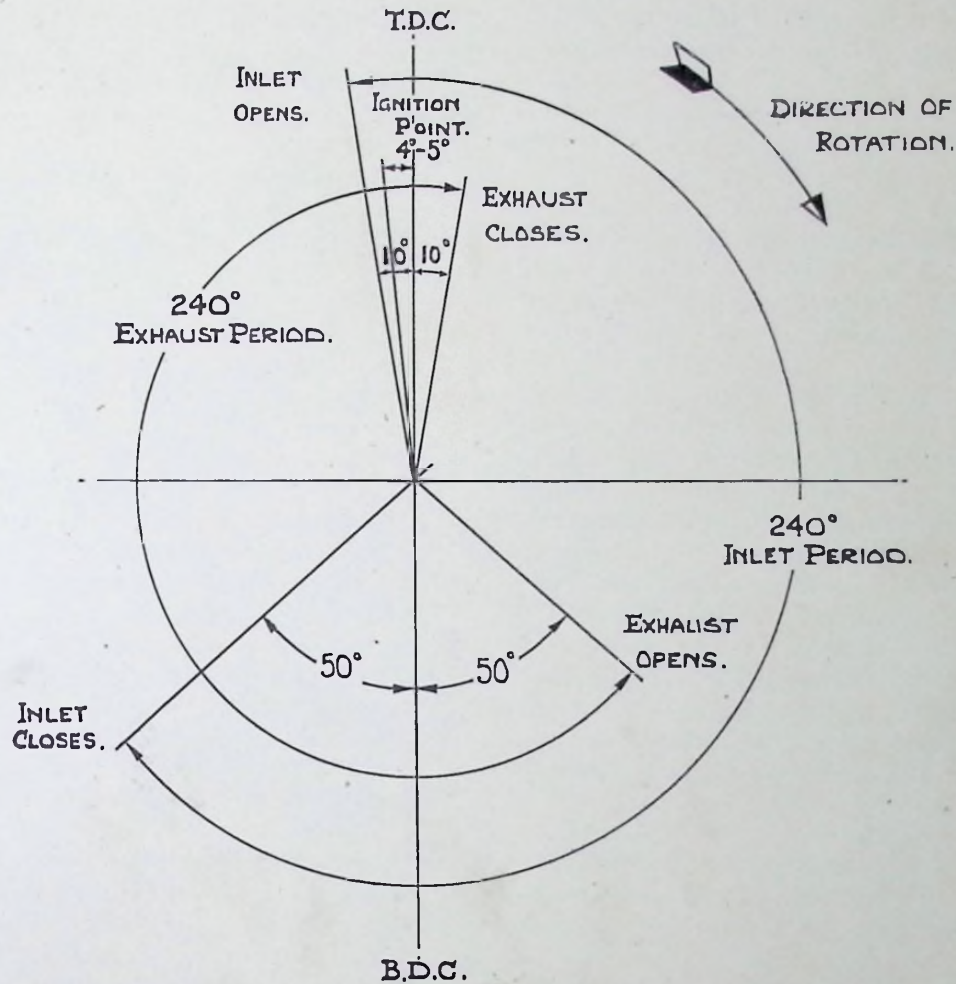 T.D.C.
INLET
OPENS.
IGNITION
POINT.
4°-5°
DIRECTION OF
ROTATION.
EXHAUST
CLOSES.
10°
10°
240°
EXHAUST PERIOD.
240°
INLET PERIOD.
EXHAUST
OPENS.
50°
50°
INLET
CLOSES.
B.D.C.